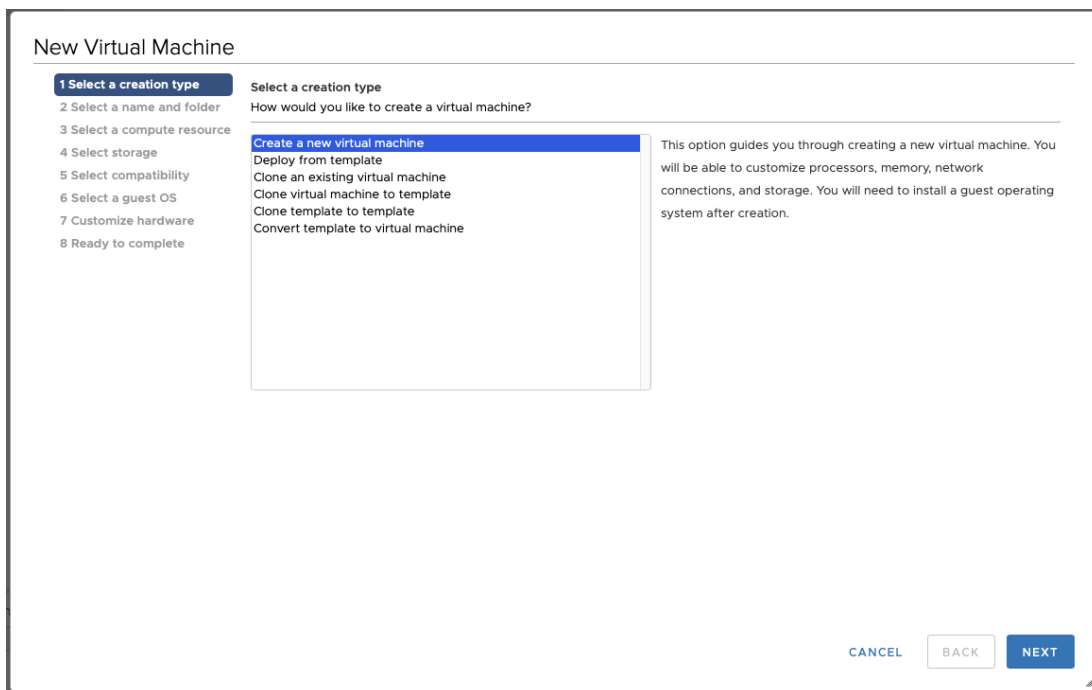 New Virtual Machine
1 Select a creation type
2 Select a name and folder
3 Select a compute resource
4 Select storage
5 Select compatibility
6 Select a guest OS
7 Customize hardware
8 Ready to complete
Select a creation type
How would you like to create a virtual machine?
Create a new virtual machine
Deploy from template
Clone an existing virtual machine
Clone virtual machine to template
Clone template to template
Convert template to virtual machine
This option guides you through creating a new virtual machine. You
will be able to customize processors, memory, network
connections, and storage. You will need to install a guest operating
system after creation.
CANCEL
BACK
NEXT